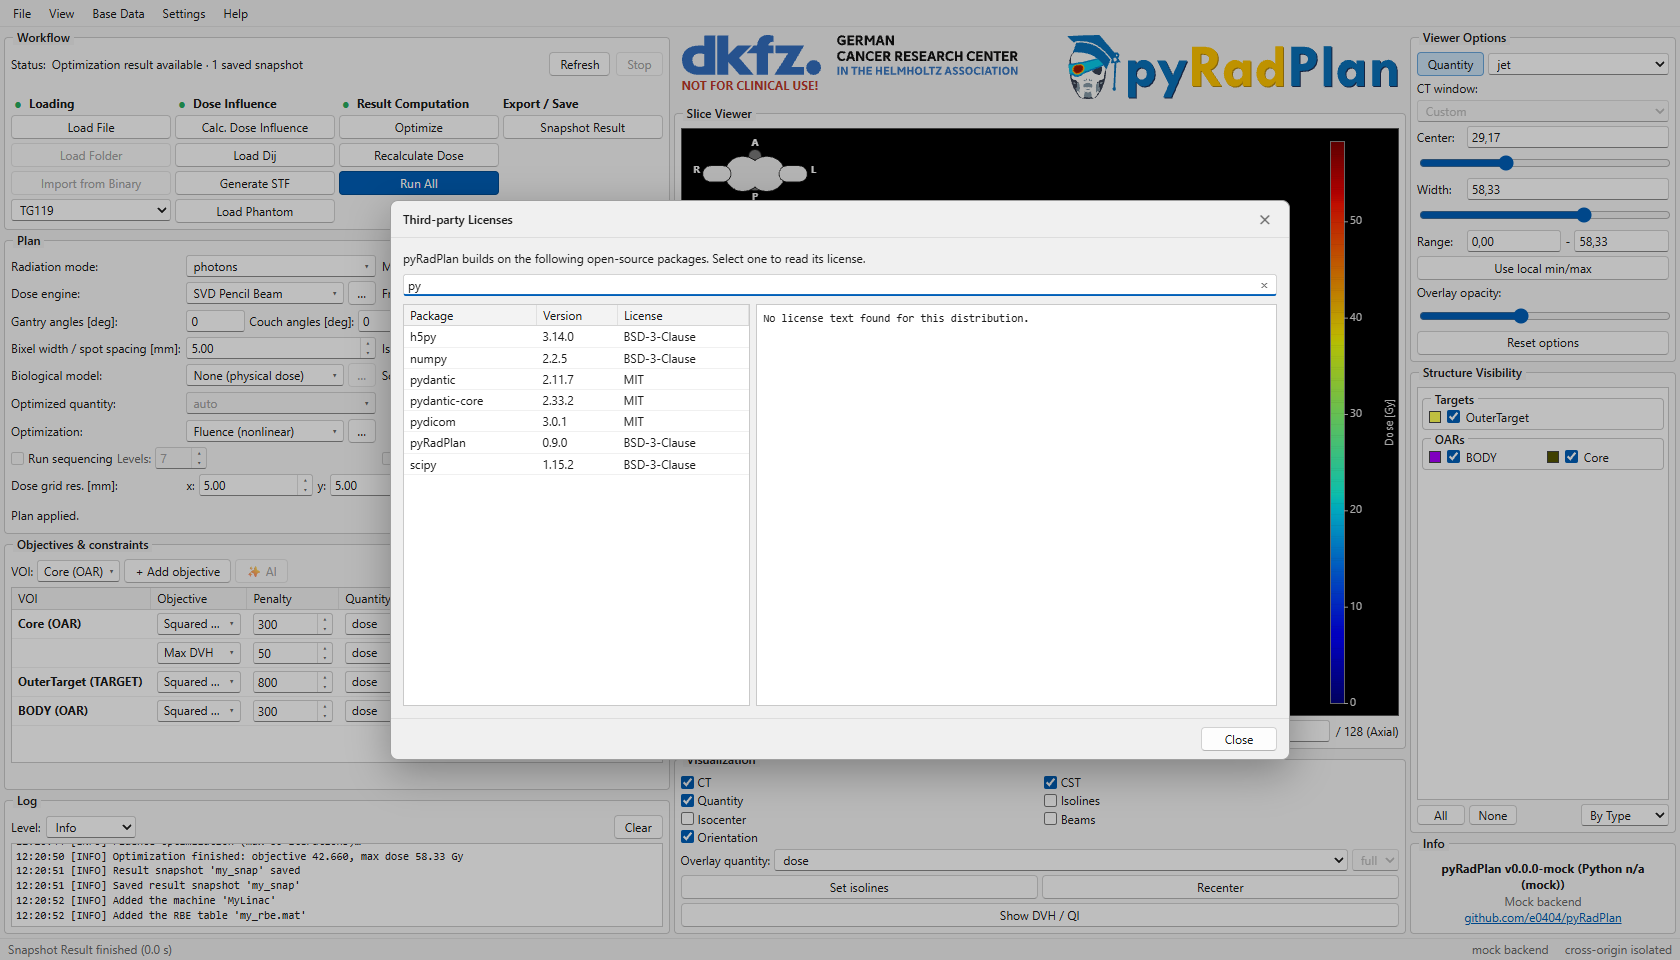 File View Base Data Settings Help
Workflow
Status: Optimization result available · 1 saved snapshot
Refresh Stop
Loading Dose Influence Result Computation Export / Save
Load File Calc. Dose Influence Optimize Snapshot Result
Load Folder Load Dij Recalculate Dose
Import from Binary Generate STF Run All
TG119 Load Phantom
Plan
Radiation mode: photons M
Dose engine: SVD Pencil Beam ... Fr
Gantry angles [deg]: 0 Couch angles [deg]: 0
Bixel width / spot spacing [mm]: 5.00 Is
Biological model: None (physical dose) ...
Optimized quantity: auto
Optimization: Fluence (nonlinear) ...
Run sequencing Levels: 7
Dose grid res. [mm]: x: 5.00 y: 5.00
Plan applied.
Objectives & constraints
VOI: Core (OAR) + Add objective AI
VOI Objective Penalty Quantity
Core (OAR) Squared ... 300 dose
Max DVH 50 dose
OuterTarget (TARGET) Squared ... 800 dose
BODY (OAR) Squared ... 300 dose
Log
Level: Info Clear
12:20:50 [INFO] Optimization finished: objective 42.660, max dose 58.33 Gy
12:20:51 [INFO] Result snapshot 'my_snap' saved
12:20:51 [INFO] Saved result snapshot 'my_snap'
12:20:52 [INFO] Added the machine 'MyLinac'
12:20:52 [INFO] Added the RBE table 'my_rbe.mat'
Snapshot Result finished (0.0 s)
dkfz.
GERMAN
CANCER RESEARCH CENTER
IN THE HELMHOLTZ ASSOCIATION
NOT FOR CLINICAL USE!
pyRadPlan
Slice Viewer
A
R L
P
50
40
30
20
10
0
Dose [Gy]
/ 128 (Axial)
Third-party Licenses
pyRadPlan builds on the following open-source packages. Select one to read its license.
py
Package Version License
h5py 3.14.0 BSD-3-Clause
numpy 2.2.5 BSD-3-Clause
pydantic 2.11.7 MIT
pydantic-core 2.33.2 MIT
pydicom 3.0.1 MIT
pyRadPlan 0.9.0 BSD-3-Clause
scipy 1.15.2 BSD-3-Clause
No license text found for this distribution.
Close
Visualization
CT CST
Quantity Isolines
Isocenter Beams
Orientation
Overlay quantity: dose full
Set isolines Recenter
Show DVH / QI
Viewer Options
Quantity jet
CT window:
Custom
Center: 29,17
Width: 58,33
Range: 0,00 - 58,33
Use local min/max
Overlay opacity:
Reset options
Structure Visibility
Targets
OuterTarget
OARs
BODY Core
All None By Type
Info
pyRadPlan v0.0.0-mock (Python n/a
(mock))
Mock backend
github.com/e0404/pyRadPlan
mock backend cross-origin isolated